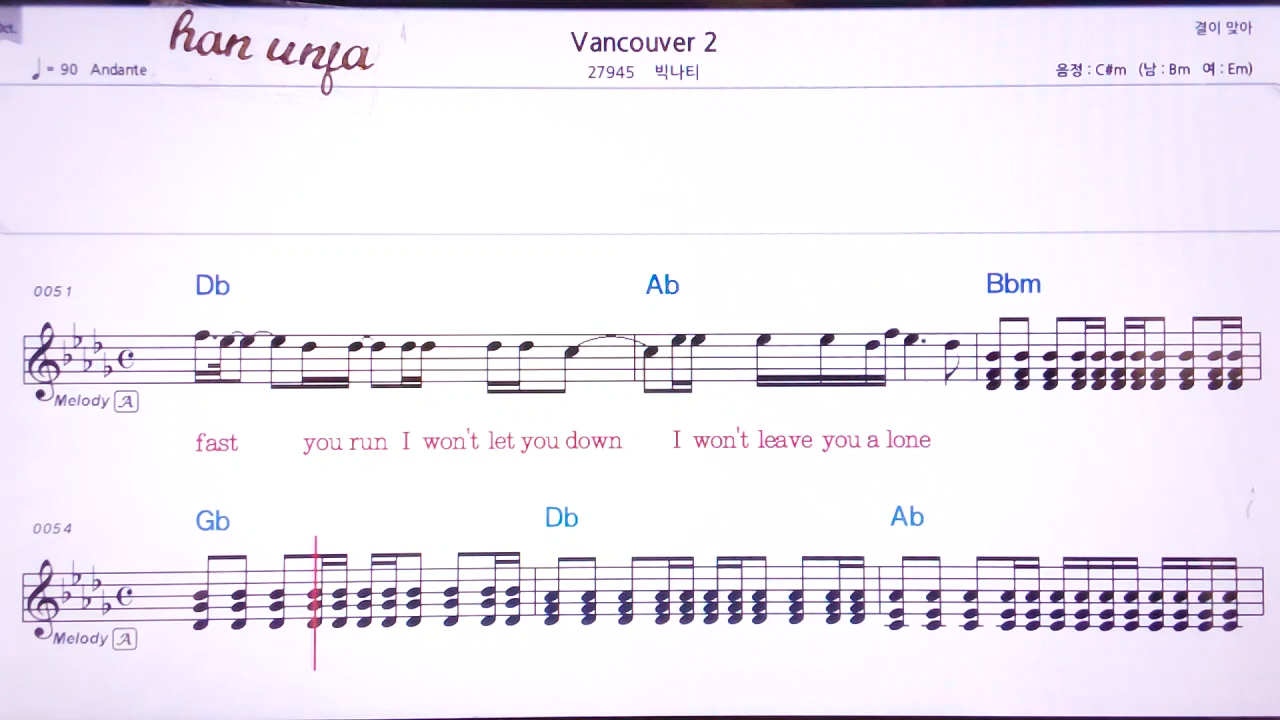 Oct.
han unja
Vancouver 2
결이 맞아
♩ = 90 Andante
27945 빅나티
음정 : C#m (남 : Bm 여 : Em)
Db Ab Bbm
0051
Melody A
fast you run I won't let you down I won't leave you a lone
Gb Db Ab
0054
Melody A